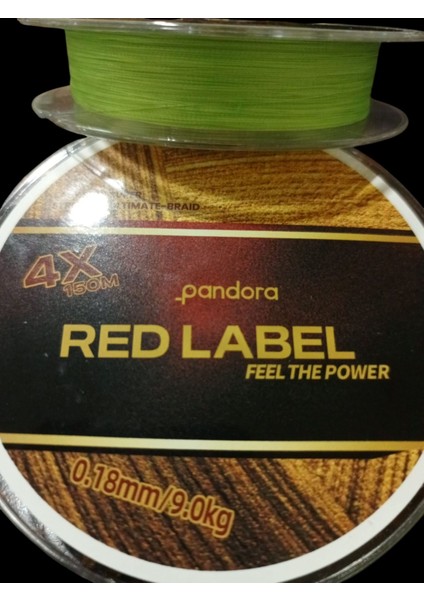 ULTIMATE-BRAID
4X
150M
pandora
RED LABEL
FEEL THE POWER
0.18mm/9.0kg